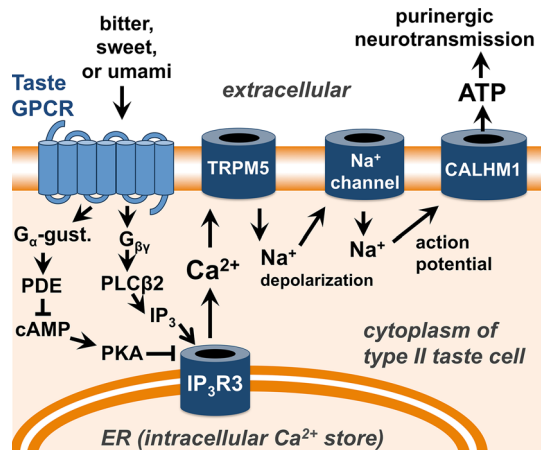 bitter,
sweet,
or umami
purinergic
neurotransmission
Taste
GPCR
extracellular
ATP
TRPM5
Na⁺
channel
CALHM1
Gα-gust.
Gβγ
Na⁺
depolarization
Na⁺
action
potential
PDE
PLCβ2
Ca²⁺
cAMP
IP₃
PKA
IP₃R3
cytoplasm of
type II taste cell
ER (intracellular Ca²⁺ store)